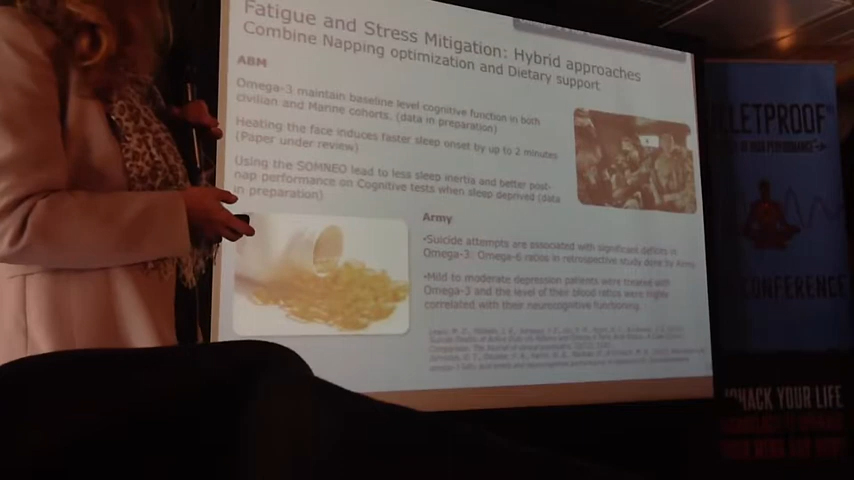 Fatigue and Stress Mitigation: Hybrid approaches
Combine Napping optimization and Dietary support
ABM
Omega-3 maintain baseline level cognitive function in both
civilian and Marine cohorts. (data in preparation)
Heating the face induces faster sleep onset by up to 2 minutes
(Paper under review)
Using the SOMNEO lead to less sleep inertia and better post-
nap performance on Cognitive tests when sleep deprived (data
in preparation)
Army
•Suicide attempts are associated with significant deficits in
Omega-3: Omega-6 ratios in retrospective study done by Army
•Mild to moderate depression patients were treated with
Omega-3 and the level of their blood ratios were highly
correlated with their neurocognitive functioning.
LETPROOF
CONFERENCE
HACK YOUR LIFE